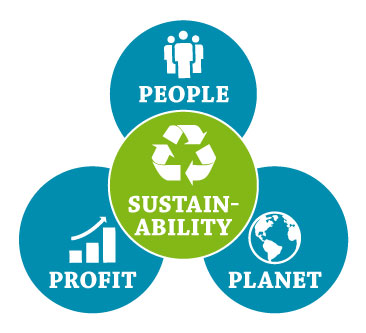 PEOPLE
SUSTAIN-
ABILITY
PROFIT
PLANET